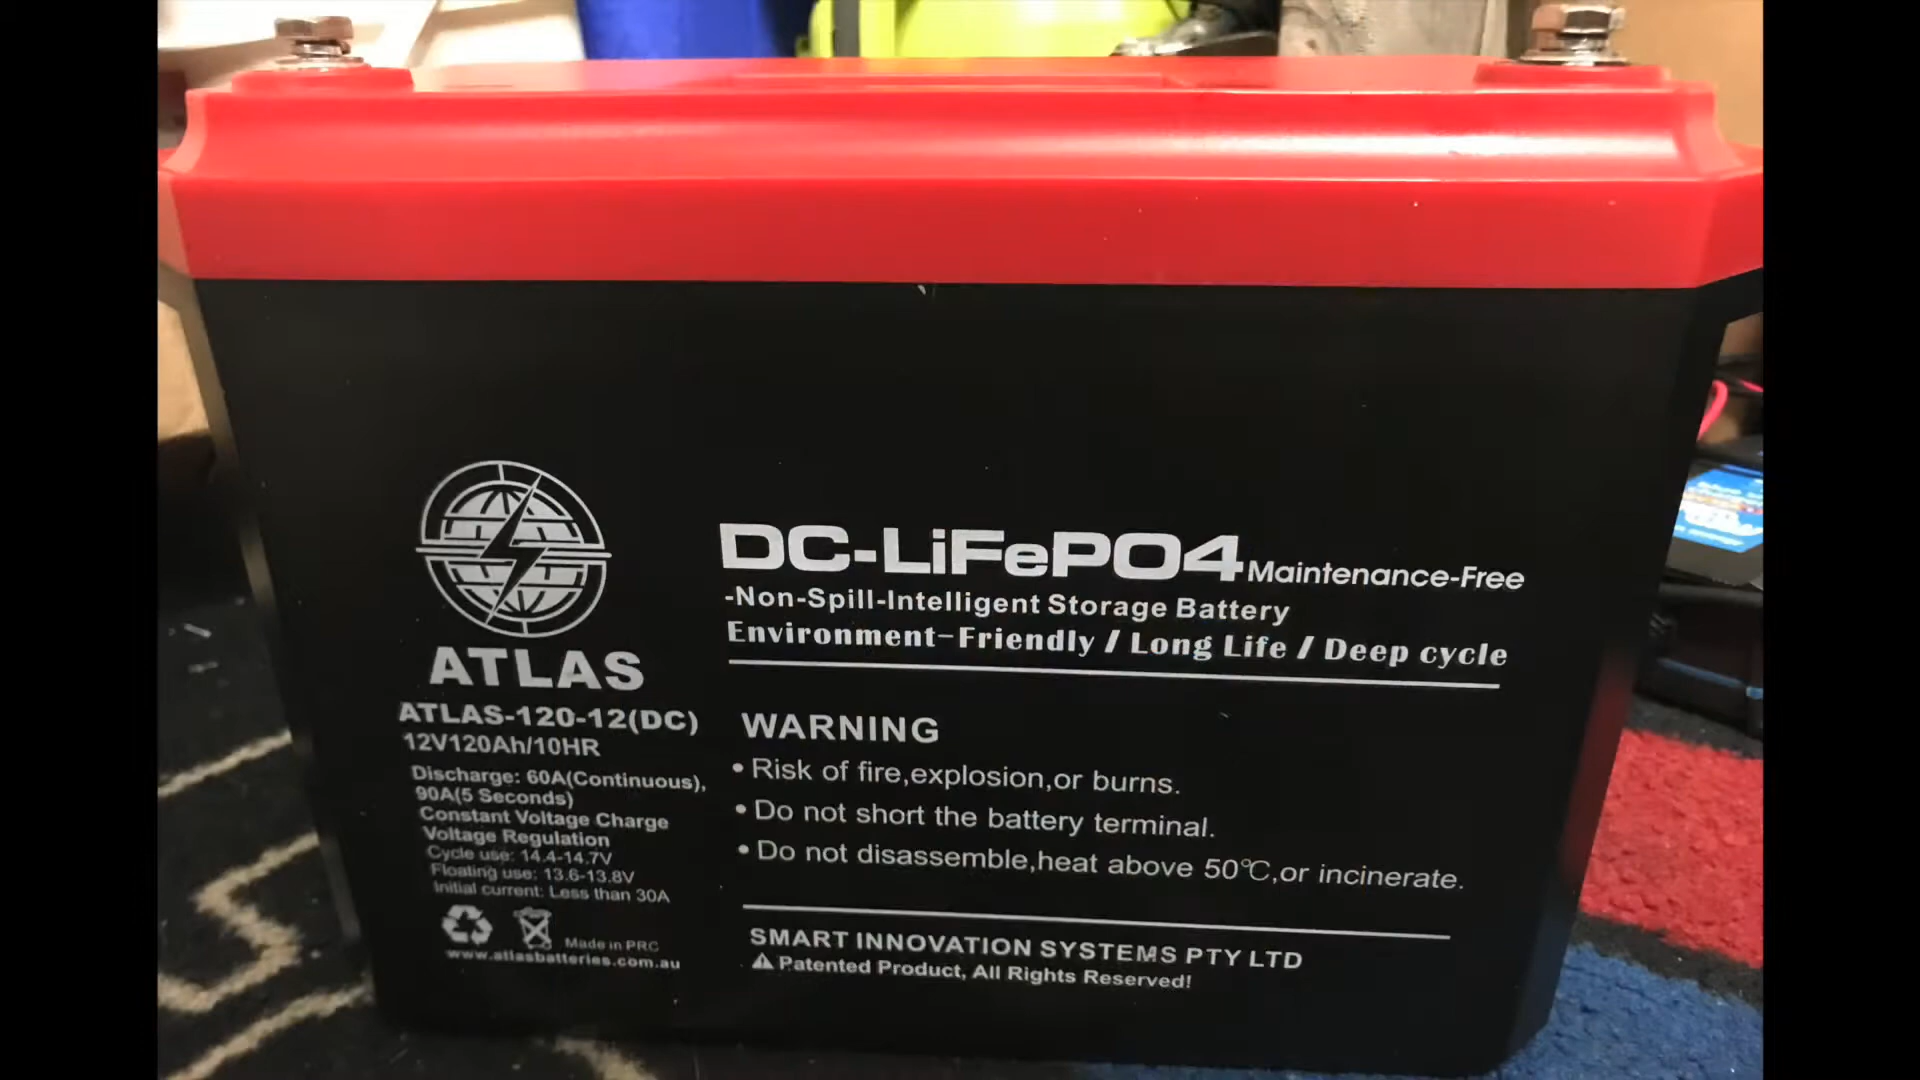 ATLAS
ATLAS-120-12(DC)
12V120Ah/10HR
Discharge: 60A(Continuous),
90A(5 Seconds)
Constant Voltage Charge
Voltage Regulation
Cycle use: 14.4-14.7V
Floating use: 13.6-13.8V
Initial current: Less than 30A
Made in PRC
www.atlasbatteries.com.au
DC-LiFePO4 Maintenance-Free
-Non-Spill-Intelligent Storage Battery
Environment-Friendly / Long Life / Deep cycle
WARNING
• Risk of fire,explosion,or burns.
• Do not short the battery terminal.
• Do not disassemble,heat above 50℃,or incinerate.
SMART INNOVATION SYSTEMS PTY LTD
Patented Product, All Rights Reserved!